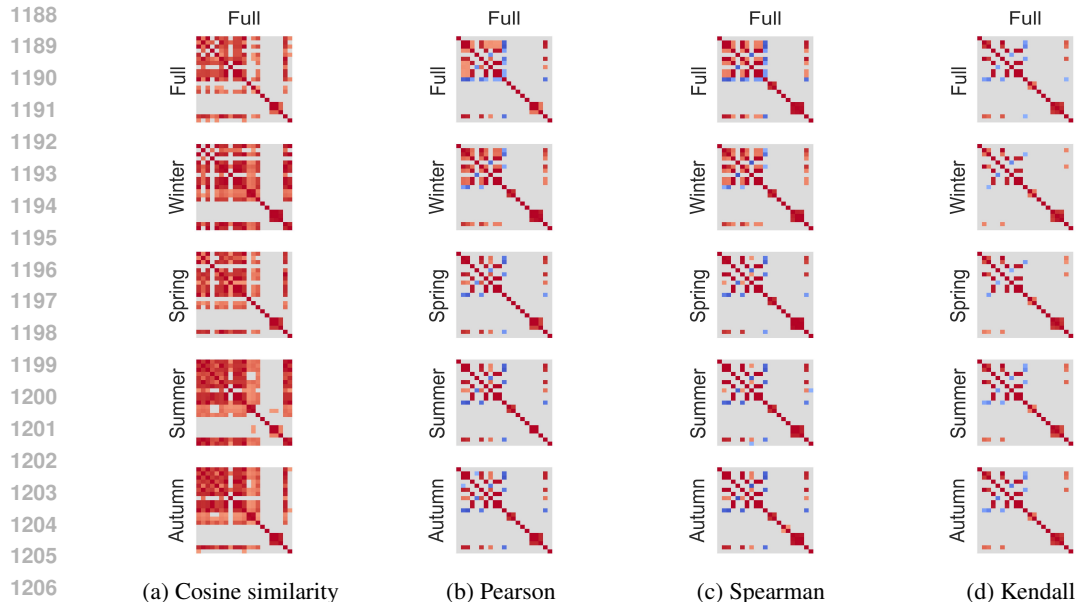 1188
Full Full Full Full
1189
Full Full Full Full
1190
1191
1192
Winter Winter Winter Winter
1193
1194
1195
Spring Spring Spring Spring
1196
1197
1198
1199
Summer Summer Summer Summer
1200
1201
1202
Autumn Autumn Autumn Autumn
1203
1204
1205
1206
(a) Cosine similarity (b) Pearson (c) Spearman (d) Kendall